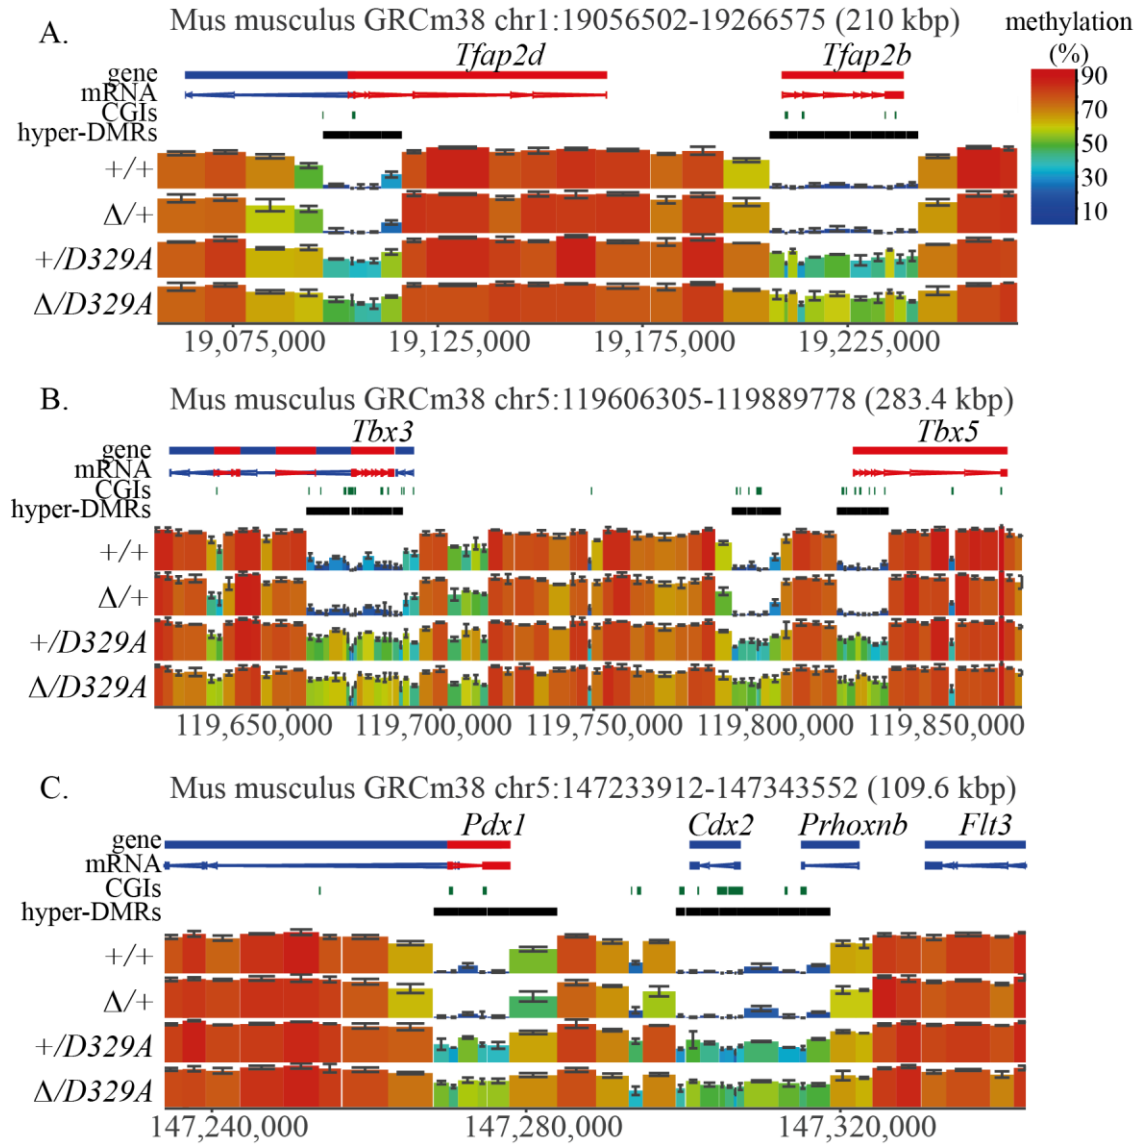 A. Mus musculus GRCm38 chr1:19056502-19266575 (210 kbp)
methylation
(%)
90
70
50
30
10
Tfap2d Tfap2b
gene
mRNA
CGIs
hyper-DMRs
+/+
Δ/+
+/D329A
Δ/D329A
19,075,000 19,125,000 19,175,000 19,225,000
B. Mus musculus GRCm38 chr5:119606305-119889778 (283.4 kbp)
Tbx3 Tbx5
gene
mRNA
CGIs
hyper-DMRs
+/+
Δ/+
+/D329A
Δ/D329A
119,650,000 119,700,000 119,750,000 119,800,000 119,850,000
C. Mus musculus GRCm38 chr5:147233912-147343552 (109.6 kbp)
Pdx1 Cdx2 Prhoxnb Flt3
gene
mRNA
CGIs
hyper-DMRs
+/+
Δ/+
+/D329A
Δ/D329A
147,240,000 147,280,000 147,320,000